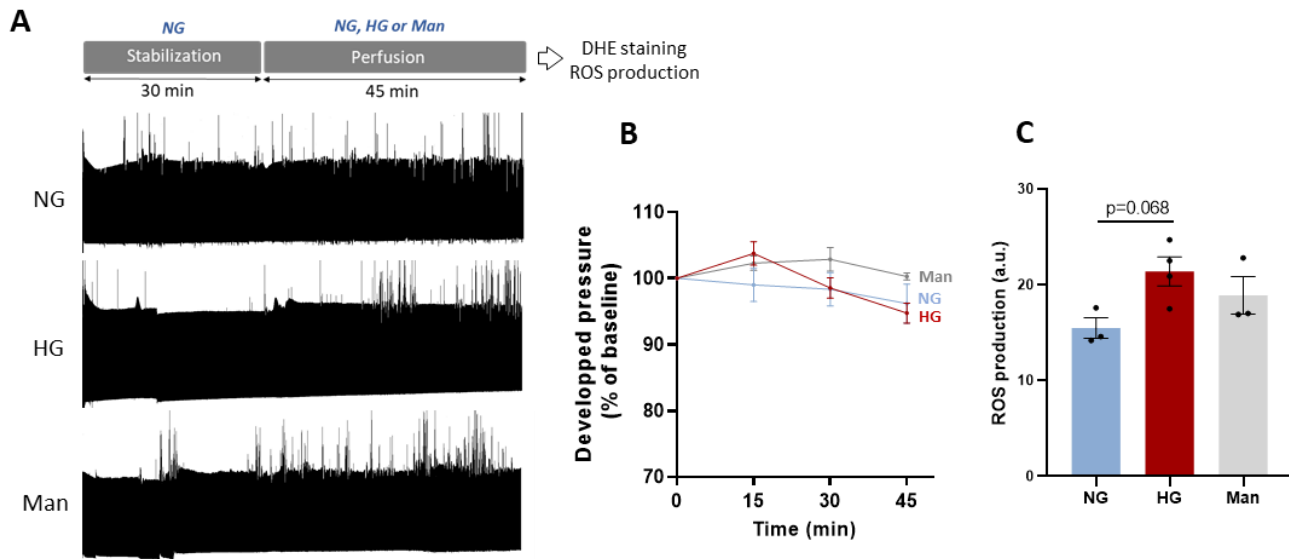 A
NG
NG, HG or Man
Stabilization
Perfusion
DHE staining
ROS production
30 min
45 min
NG
HG
Man
B
Developped pressure
(% of baseline)
110
100
90
80
70
0
15
30
45
Time (min)
Man
NG
HG
C
ROS production (a.u.)
30
20
10
0
p=0.068
NG
HG
Man